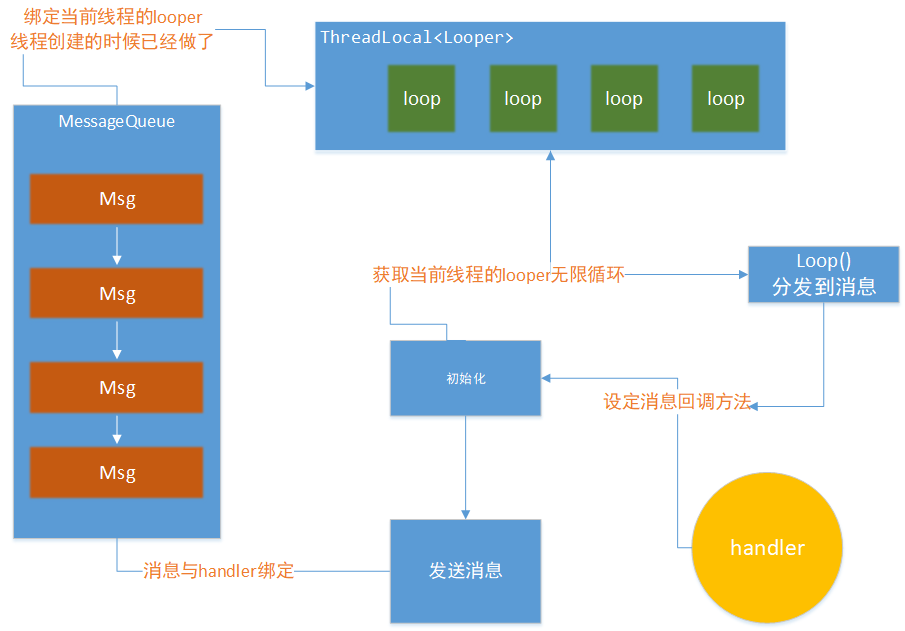 绑定当前线程的looper
线程创建的时候已经做了
ThreadLocal<Looper>
loop
loop
loop
loop
MessageQueue
Msg
Msg
Msg
Msg
获取当前线程的looper无限循环
Loop()
分发到消息
初始化
设定消息回调方法
handler
发送消息
消息与handler绑定